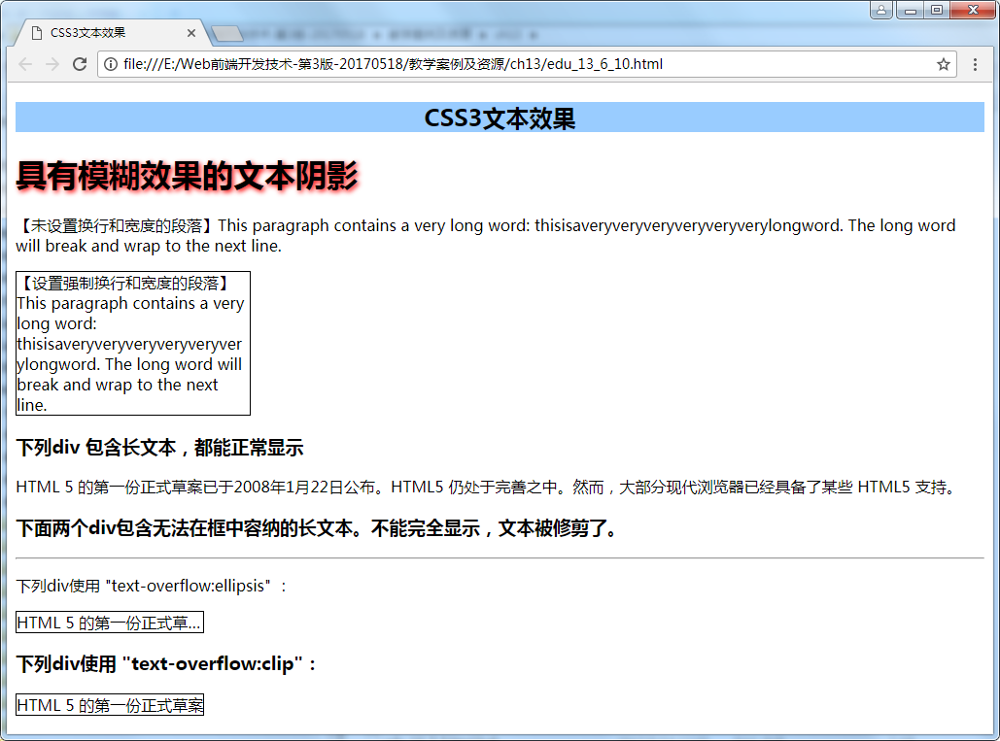 CSS3文本效果
file:///E:/Web前端开发技术-第3版-20170518/教学案例及资源/ch13/edu_13_6_10.html
CSS3文本效果
具有模糊效果的文本阴影
【未设置换行和宽度的段落】This paragraph contains a very long word: thisisaveryveryveryveryveryverylongword. The long word
will break and wrap to the next line.
【设置强制换行和宽度的段落】
This paragraph contains a very
long word:
thisisaveryveryveryveryveryver
ylongword. The long word will
break and wrap to the next
line.
下列div 包含长文本，都能正常显示
HTML 5 的第一份正式草案已于2008年1月22日公布。HTML5 仍处于完善之中。然而，大部分现代浏览器已经具备了某些 HTML5 支持。
下面两个div包含无法在框中容纳的长文本。不能完全显示，文本被修剪了。
下列div使用 "text-overflow:ellipsis" ：
HTML 5 的第一份正式草...
下列div使用 "text-overflow:clip"：
HTML 5 的第一份正式草案